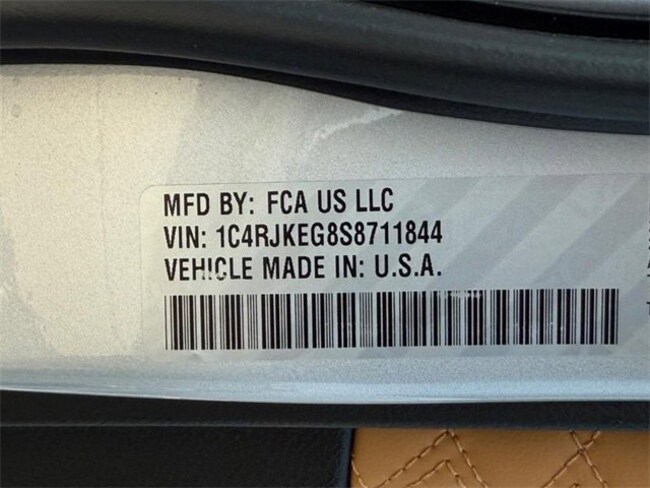 MFD BY: FCA US LLC
VIN: 1C4RJKEG8S8711844
VEHICLE MADE IN: U.S.A.